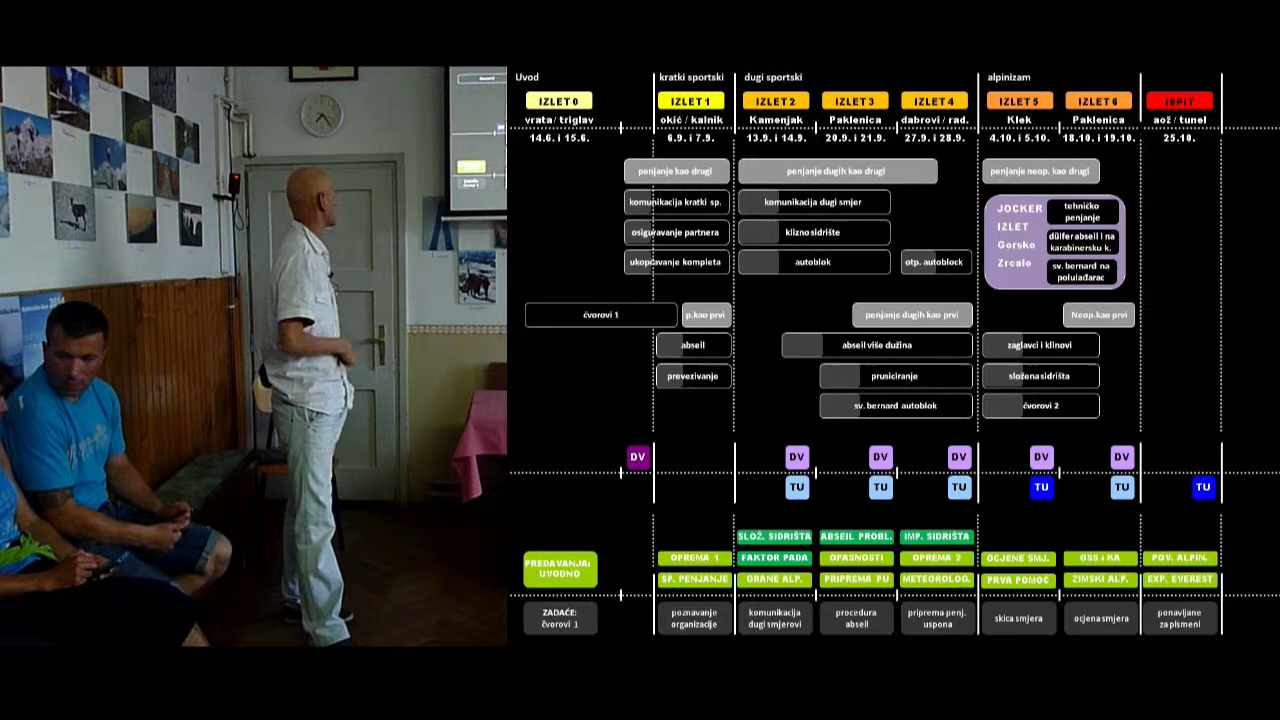 Uvod kratki sportski dugi sportski alpinizam
IZLET 0 IZLET 1 IZLET 2 IZLET 3 IZLET 4 IZLET 5 IZLET 6 ISPIT
vrata / triglav okić / kalnik Kamenjak Paklenica dabrovi / rad. Klek Paklenica aož / tunel
14.6. i 15.6. 6.9. i 7.9. 13.9. i 14.9. 20.9. i 21.9. 27.9. i 28.9. 4.10. i 5.10. 18.10. i 19.10. 25.10.
penjanje kao drugi penjanje dugih kao drugi penjanje neop. kao drugi
komunikacija kratki sp. komunikacija dugi smjer
osiguravanje partnera klizno sidrište
ukopčavanje kompleta autoblok otp. autoblock
JOCKER
IZLET
Gorsko
Zrcalo
tehničko
penjanje
dülfer abseil i na
karabinersku k.
sv. bernard na
poluladarac
čvorovi 1 p.kao prvi penjanje dugih kao prvi Neop.kao prvi
abseil abseil više dužina zaglavci i klinovi
prevezivanje prusiciranje složena sidrišta
sv. bernard autoblok čvorovi 2
DV DV DV DV DV DV
TU TU TU TU TU TU
SLOŽ. SIDRIŠTA ABSEIL PROBL. IMP. SIDRIŠTA
PREDAVANJA:
UVODNO
OPREMA 1 FAKTOR PADA OPASNOSTI OPREMA 2 OCJENE SMJ. GSS i KA POV. ALPIN.
SP. PENJANJE GRANE ALP. PRIPREMA PU METEOROLOG. PRVA POMOĆ ZIMSKI ALP. EXP. EVEREST
ZADAĆE:
čvorovi 1
poznavanje
organizacije
komunikacija
dugi smjerovi
procedura
abseil
priprema penj.
uspona
skica smjera
ocjena smjera
ponavljane
za pismeni